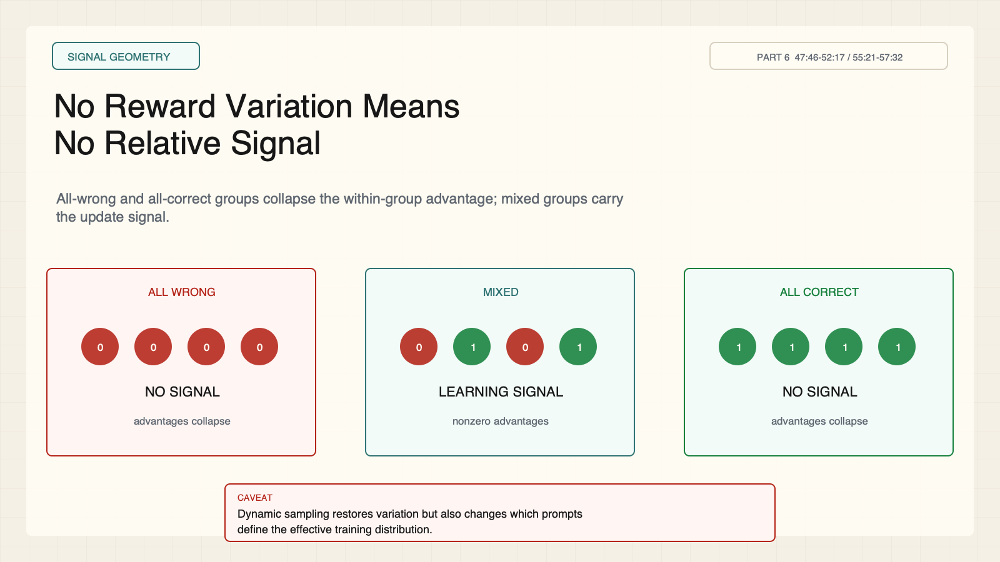 SIGNAL GEOMETRY
PART 6 47:46-52:17 / 55:21-57:32
No Reward Variation Means
No Relative Signal
All-wrong and all-correct groups collapse the within-group advantage; mixed groups carry
the update signal.
ALL WRONG
0 0 0 0
NO SIGNAL
advantages collapse
MIXED
0 1 0 1
LEARNING SIGNAL
nonzero advantages
ALL CORRECT
1 1 1 1
NO SIGNAL
advantages collapse
CAVEAT
Dynamic sampling restores variation but also changes which prompts
define the effective training distribution.